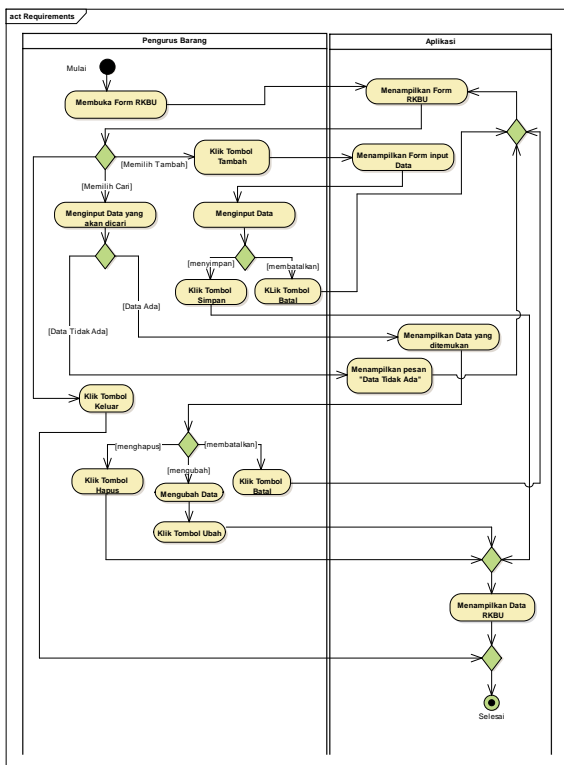 act Requirements
Pengurus Barang
Aplikasi
Mulai
Membuka Form RKBU
Menampilkan Form
RKBU
[Memilih Tambah]
Klik Tombol
Tambah
Menampilkan Form input
Data
[Memilih Cari]
Menginput Data yang
akan dicari
Menginput Data
[menyimpan]
[membatalkan]
Klik Tombol
Simpan
KLik Tombol
Batal
[Data Ada]
[Data Tidak Ada]
Menampilkan Data yang
ditemukan
Menampilkan pesan
"Data Tidak Ada"
Klik Tombol
Keluar
[menghapus]
[membatalkan]
[mengubah]
Klik Tombol
Hapus
Mengubah Data
Klik Tombol
Batal
Klik Tombol Ubah
Menampilkan Data
RKBU
Selesai